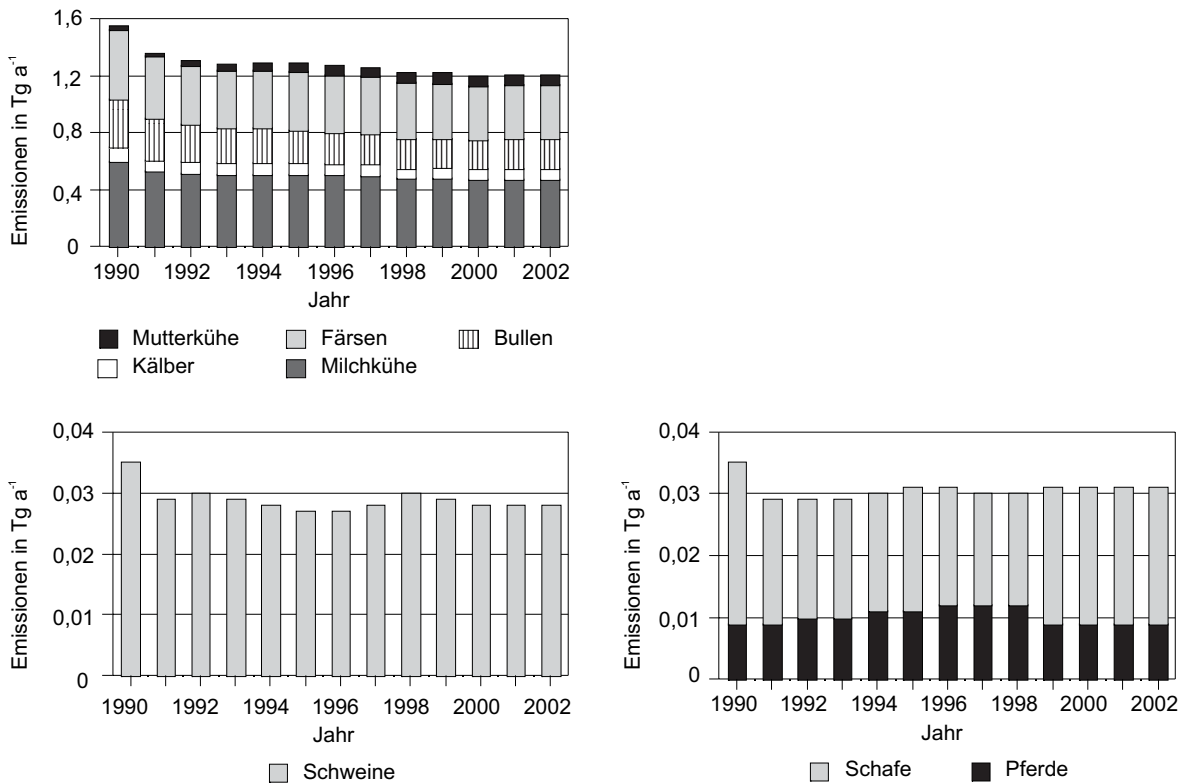 Emissionen in Tg a⁻¹
1,6
1,2
0,8
0,4
0
1990 1992 1994 1996 1998 2000 2002
Jahr
Mutterkühe Färsen Bullen
Kälber Milchkühe
Emissionen in Tg a⁻¹
0,04
0,03
0,02
0,01
0
1990 1992 1994 1996 1998 2000 2002
Jahr
Schweine
Emissionen in Tg a⁻¹
0,04
0,03
0,02
0,01
0
1990 1992 1994 1996 1998 2000 2002
Jahr
Schafe Pferde